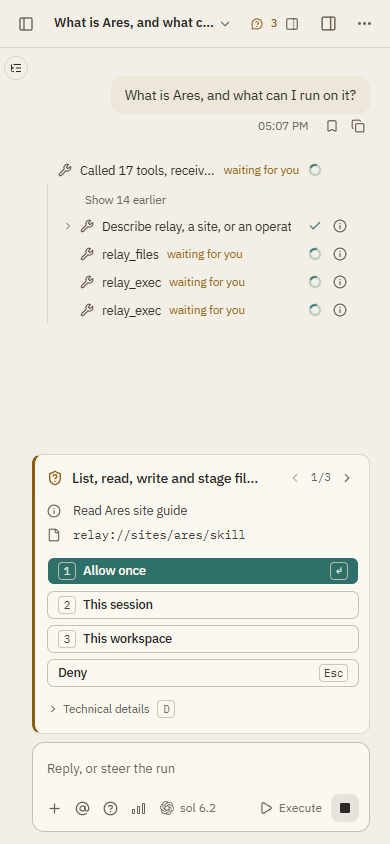 What is Ares, and what c...
3
What is Ares, and what can I run on it?
05:07 PM
Called 17 tools, receiv... waiting for you
Show 14 earlier
Describe relay, a site, or an operat
relay_files waiting for you
relay_exec waiting for you
relay_exec waiting for you
List, read, write and stage fil... 1/3
Read Ares site guide
relay://sites/ares/skill
1 Allow once
2 This session
3 This workspace
Deny Esc
Technical details D
Reply, or steer the run
sol 6.2 Execute